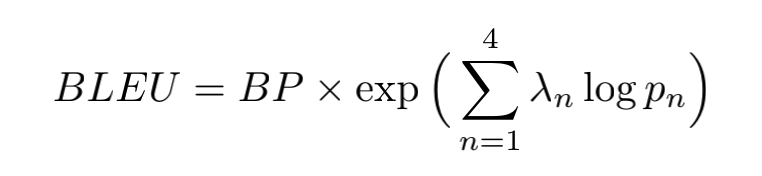 BLEU = BP × exp ( ∑_{n=1}^{4} λ_n log p_n )